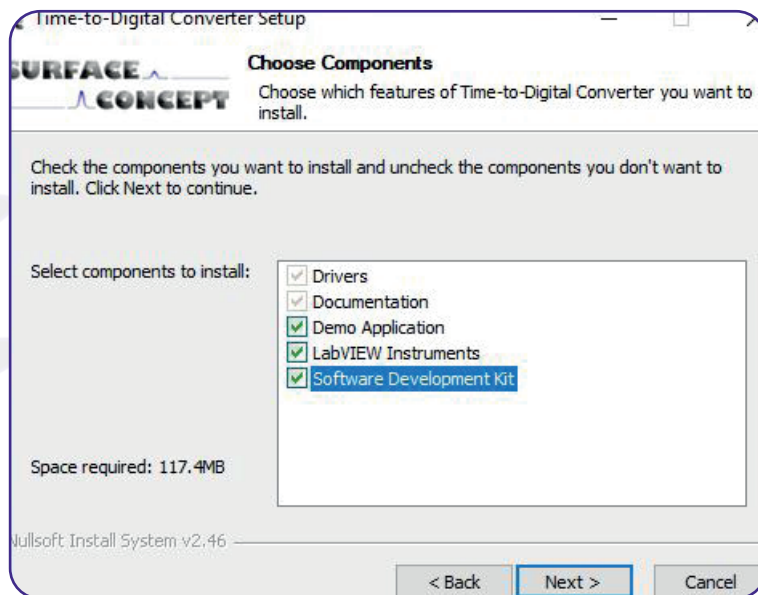 Time-to-Digital Converter Setup
SURFACE
CONCEPT
Choose Components
Choose which features of Time-to-Digital Converter you want to
install.
Check the components you want to install and uncheck the components you don't want to
install. Click Next to continue.
Select components to install:
Drivers
Documentation
Demo Application
LabVIEW Instruments
Software Development Kit
Space required: 117.4MB
Nullsoft Install System v2.46
< Back
Next >
Cancel